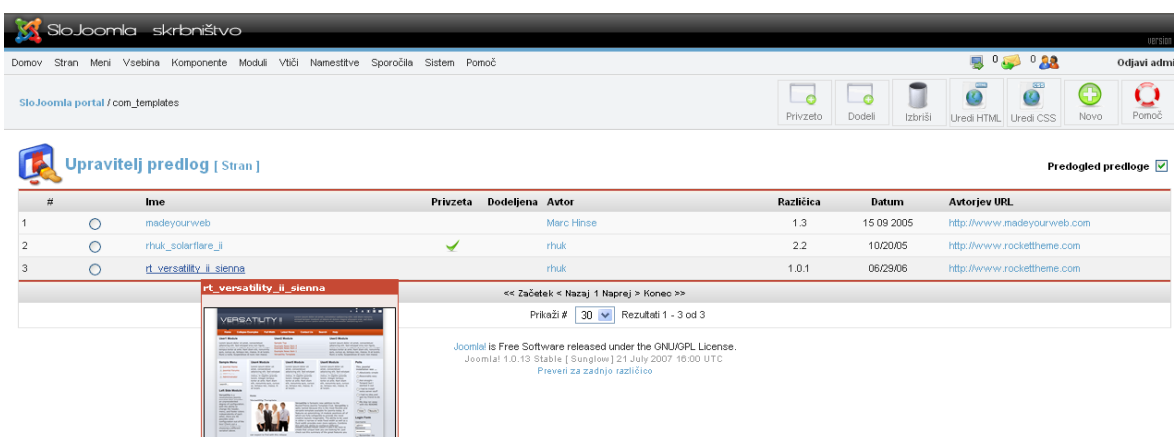 SloJoomla skrbništvo
version
Domov Stran Meni Vsebina Komponente Moduli Vtiči Namestitve Sporočila Sistem Pomoč 0 0 Odjavi admi
SloJoomla portal / com_templates
Privzeto Dodeli Izbriši Uredi HTML Uredi CSS Novo Pomoč
Upravitelj predlog [ Stran ] Predogled predloge
# Ime Privzeta Dodeljena Avtor Različica Datum Avtorjev URL
1 madeyourweb Marc Hinse 1.3 15 09 2005 http://www.madeyourweb.com
2 rhuk_solarflare_ii rhuk 2.2 10/20/05 http://www.rockettheme.com
3 rt_versatility_ii_sienna rhuk 1.0.1 06/29/06 http://www.rockettheme.com
rt_versatility_ii_sienna
<< Začetek < Nazaj 1 Naprej > Konec >>
Prikaži # 30 Rezultati 1 - 3 od 3
VERSATILITY II
Joomla! is Free Software released under the GNU/GPL License.
Joomla! 1.0.13 Stable [ Sunglow ] 21 July 2007 16:00 UTC
Preveri za zadnjo različico